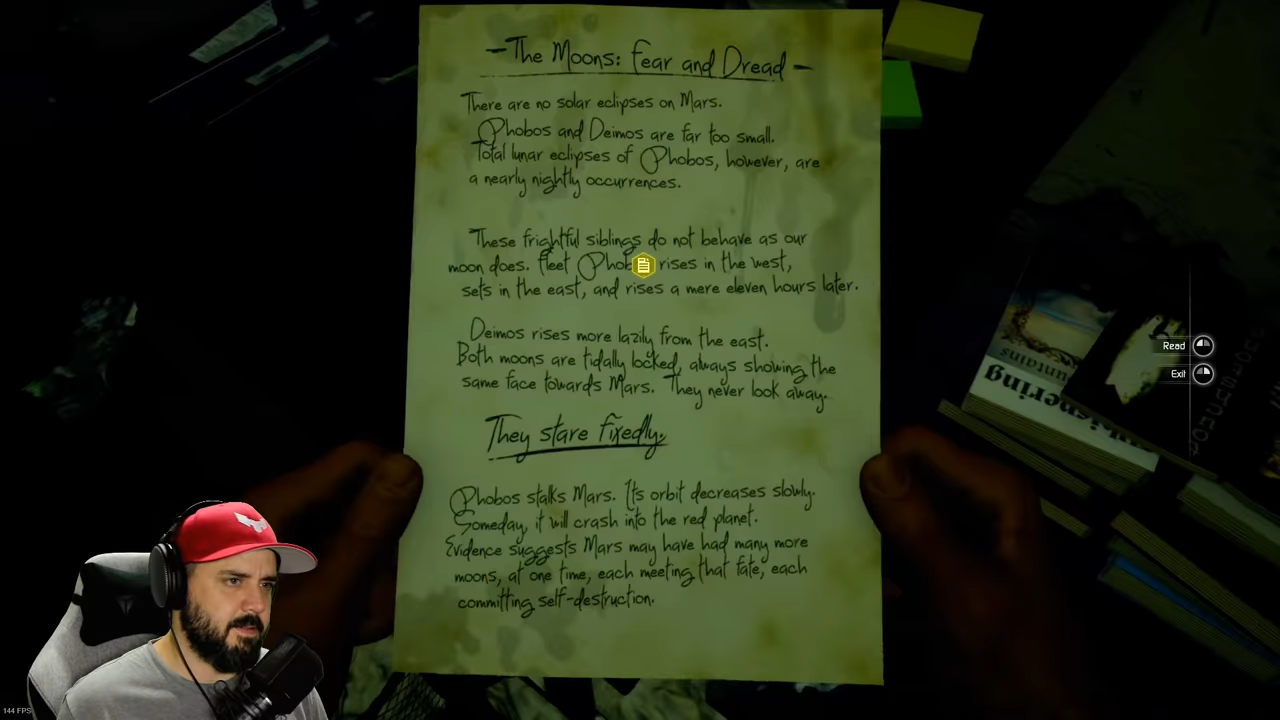 - The Moons: Fear and Dread -
There are no solar eclipses on Mars.
Phobos and Deimos are far too small.
Total lunar eclipses of Phobos, however, are
a nearly nightly occurrences.
These frightful siblings do not behave as our
moon does. Fleet Phob rises in the west,
sets in the east, and rises a mere eleven hours later.
Deimos rises more lazily from the east.
Both moons are tidally locked, always showing the
same face towards Mars. They never look away.
They stare fixedly.
Phobos stalks Mars. Its orbit decreases slowly.
Someday, it will crash into the red planet.
Evidence suggests Mars may have had many more
moons, at one time, each meeting that fate, each
committing self-destruction.
Read
Exit
144 FPS